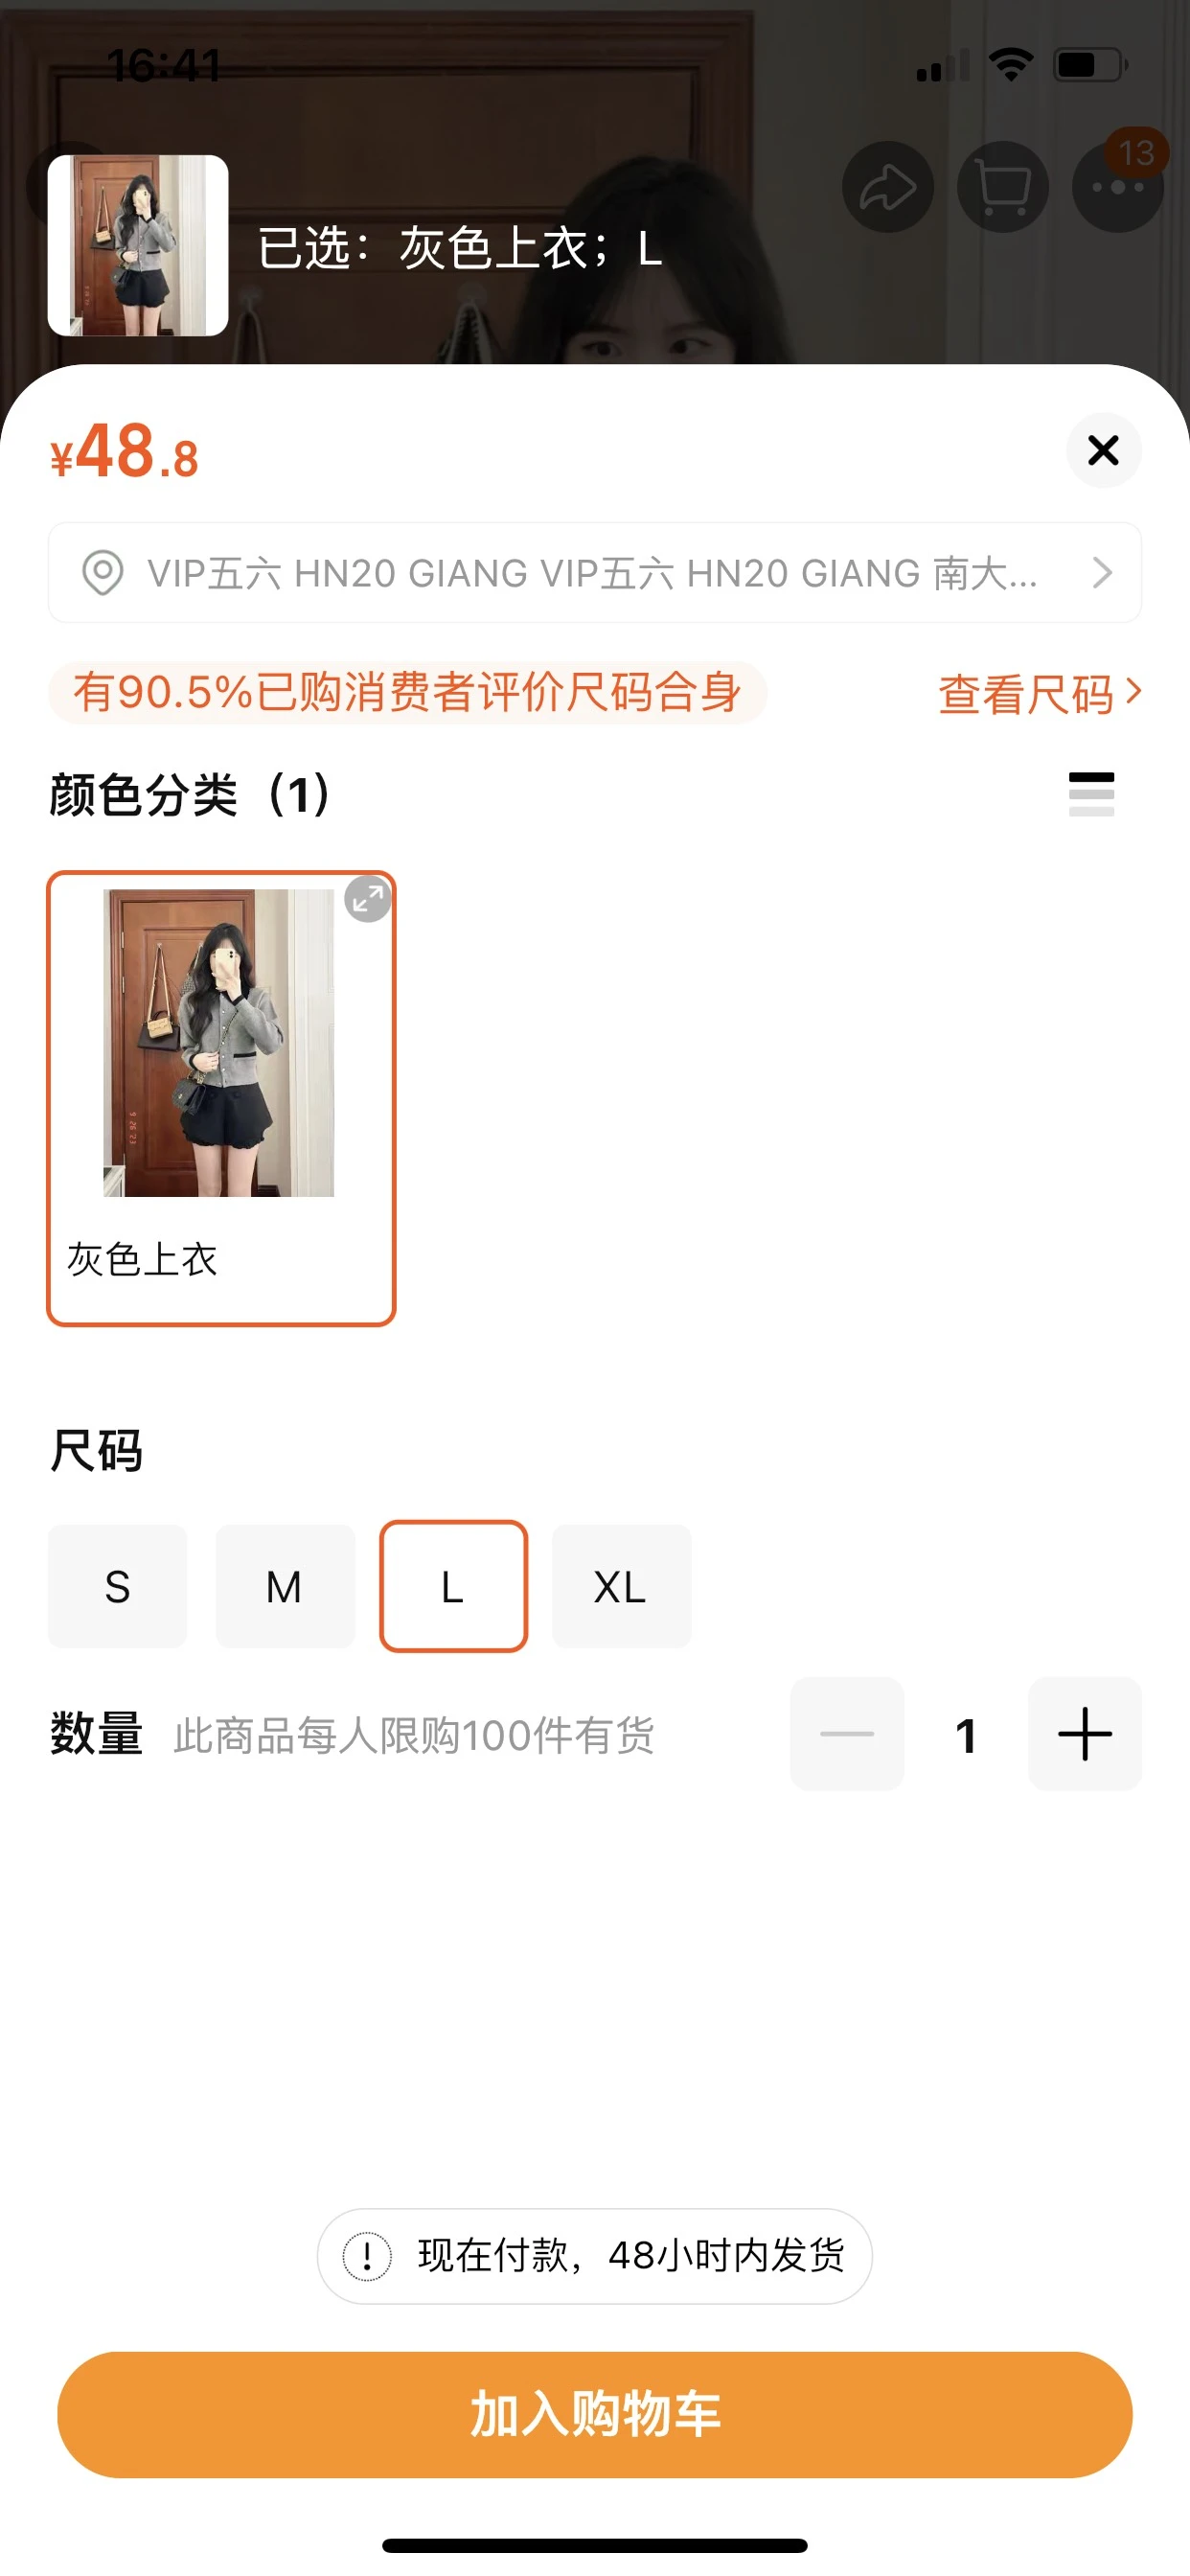 16:41
13
已选：灰色上衣；L
¥48.8
VIP五六 HN20 GIANG VIP五六 HN20 GIANG 南大...
有90.5%已购消费者评价尺码合身
查看尺码
颜色分类（1）
灰色上衣
尺码
S
M
L
XL
数量 此商品每人限购100件有货
1
现在付款，48小时内发货
加入购物车